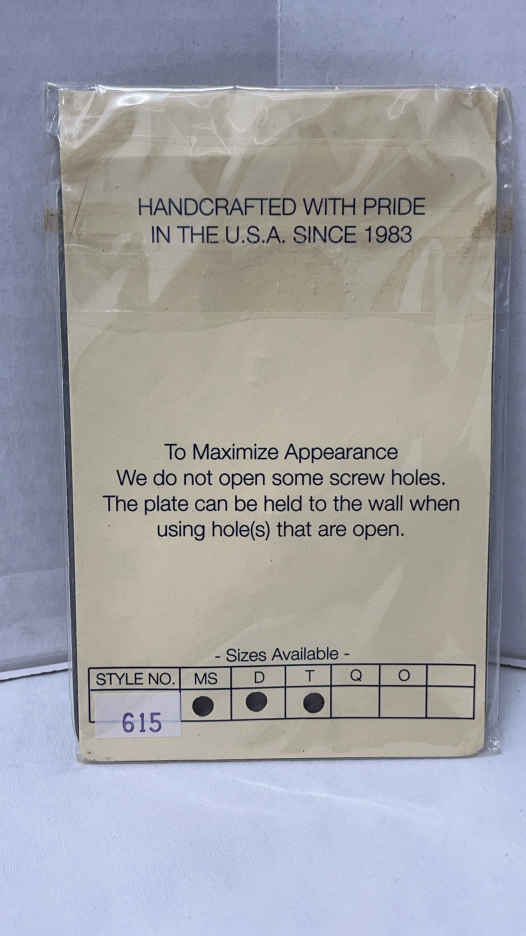 HANDCRAFTED WITH PRIDE
IN THE U.S.A. SINCE 1983
To Maximize Appearance
We do not open some screw holes.
The plate can be held to the wall when
using hole(s) that are open.
- Sizes Available -
STYLE NO. MS D T Q O
615